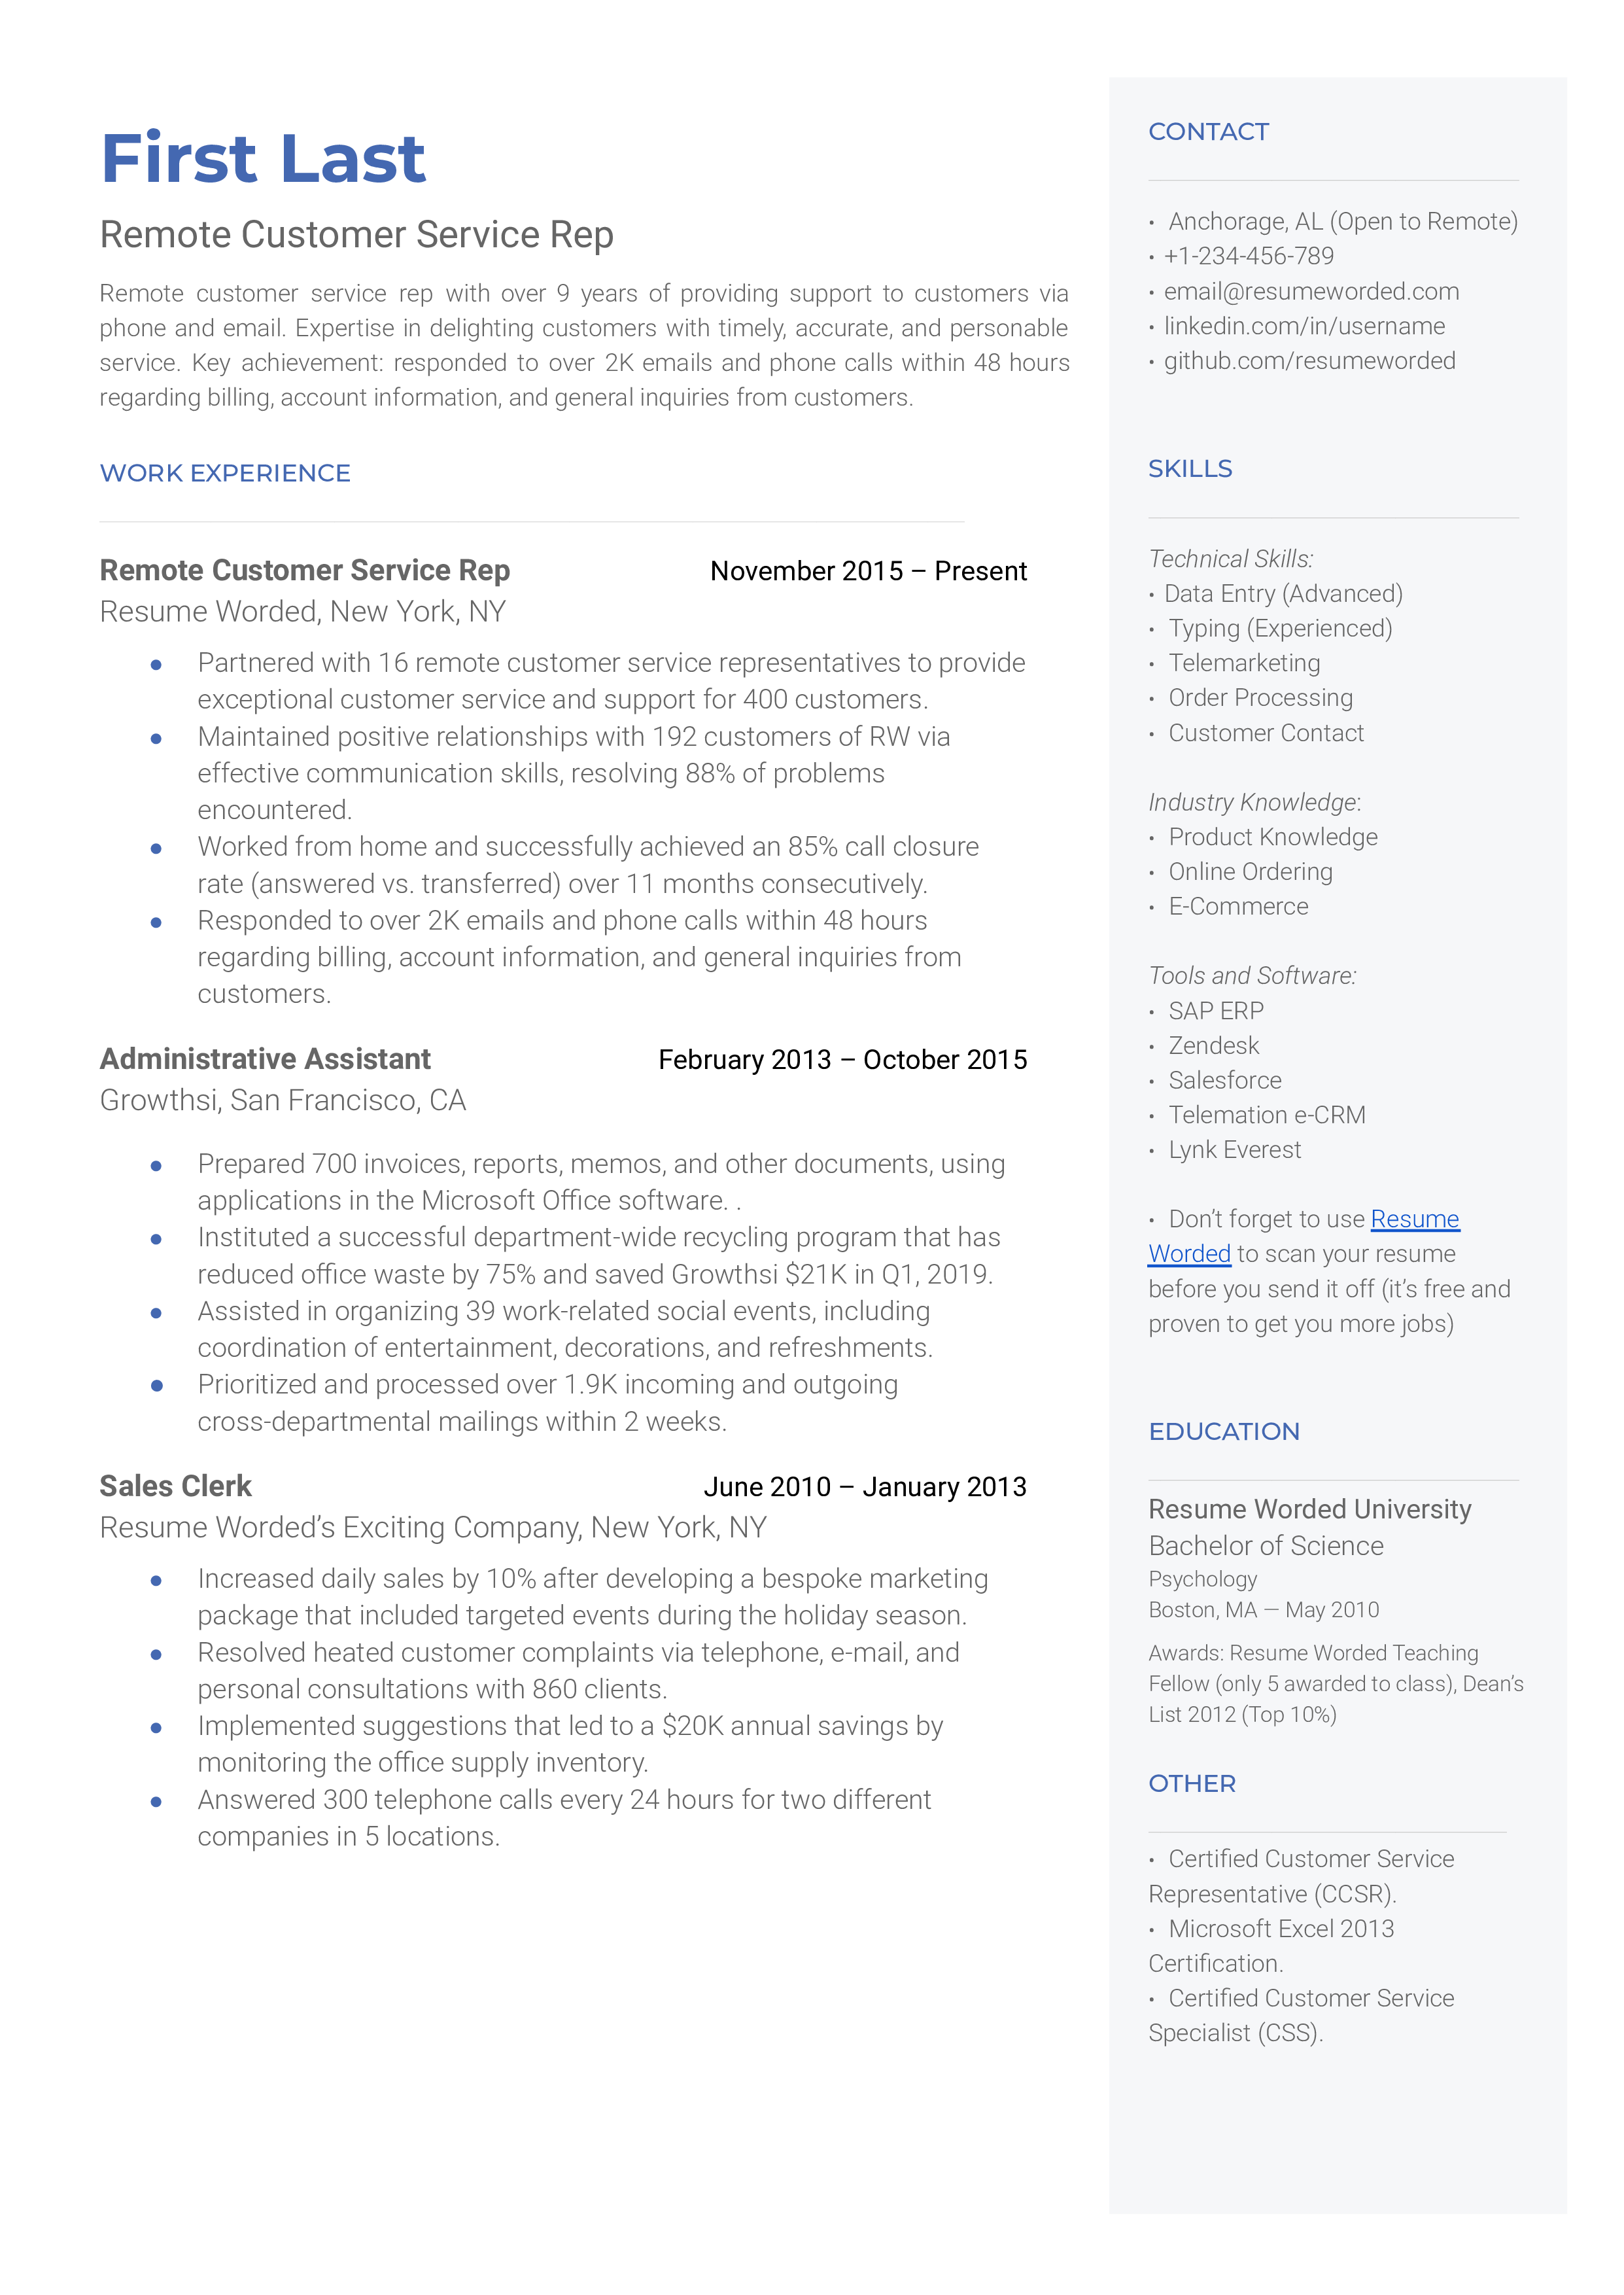 First Last
Remote Customer Service Rep
Remote customer service rep with over 9 years of providing support to customers via
phone and email. Expertise in delighting customers with timely, accurate, and personable
service. Key achievement: responded to over 2K emails and phone calls within 48 hours
regarding billing, account information, and general inquiries from customers.
WORK EXPERIENCE
Remote Customer Service Rep November 2015 – Present
Resume Worded, New York, NY
● Partnered with 16 remote customer service representatives to provide
exceptional customer service and support for 400 customers.
● Maintained positive relationships with 192 customers of RW via
effective communication skills, resolving 88% of problems
encountered.
● Worked from home and successfully achieved an 85% call closure
rate (answered vs. transferred) over 11 months consecutively.
● Responded to over 2K emails and phone calls within 48 hours
regarding billing, account information, and general inquiries from
customers.
Administrative Assistant February 2013 – October 2015
Growthsi, San Francisco, CA
● Prepared 700 invoices, reports, memos, and other documents, using
applications in the Microsoft Office software. .
● Instituted a successful department-wide recycling program that has
reduced office waste by 75% and saved Growthsi $21K in Q1, 2019.
● Assisted in organizing 39 work-related social events, including
coordination of entertainment, decorations, and refreshments.
● Prioritized and processed over 1.9K incoming and outgoing
cross-departmental mailings within 2 weeks.
Sales Clerk June 2010 – January 2013
Resume Worded’s Exciting Company, New York, NY
● Increased daily sales by 10% after developing a bespoke marketing
package that included targeted events during the holiday season.
● Resolved heated customer complaints via telephone, e-mail, and
personal consultations with 860 clients.
● Implemented suggestions that led to a $20K annual savings by
monitoring the office supply inventory.
● Answered 300 telephone calls every 24 hours for two different
companies in 5 locations.
CONTACT
• Anchorage, AL (Open to Remote)
• +1-234-456-789
• email@resumeworded.com
• linkedin.com/in/username
• github.com/resumeworded
SKILLS
Technical Skills:
• Data Entry (Advanced)
• Typing (Experienced)
• Telemarketing
• Order Processing
• Customer Contact
Industry Knowledge:
• Product Knowledge
• Online Ordering
• E-Commerce
Tools and Software:
• SAP ERP
• Zendesk
• Salesforce
• Telemation e-CRM
• Lynk Everest
• Don’t forget to use Resume
Worded to scan your resume
before you send it off (it’s free and
proven to get you more jobs)
EDUCATION
Resume Worded University
Bachelor of Science
Psychology
Boston, MA — May 2010
Awards: Resume Worded Teaching
Fellow (only 5 awarded to class), Dean’s
List 2012 (Top 10%)
OTHER
• Certified Customer Service
Representative (CCSR).
• Microsoft Excel 2013
Certification.
• Certified Customer Service
Specialist (CSS).